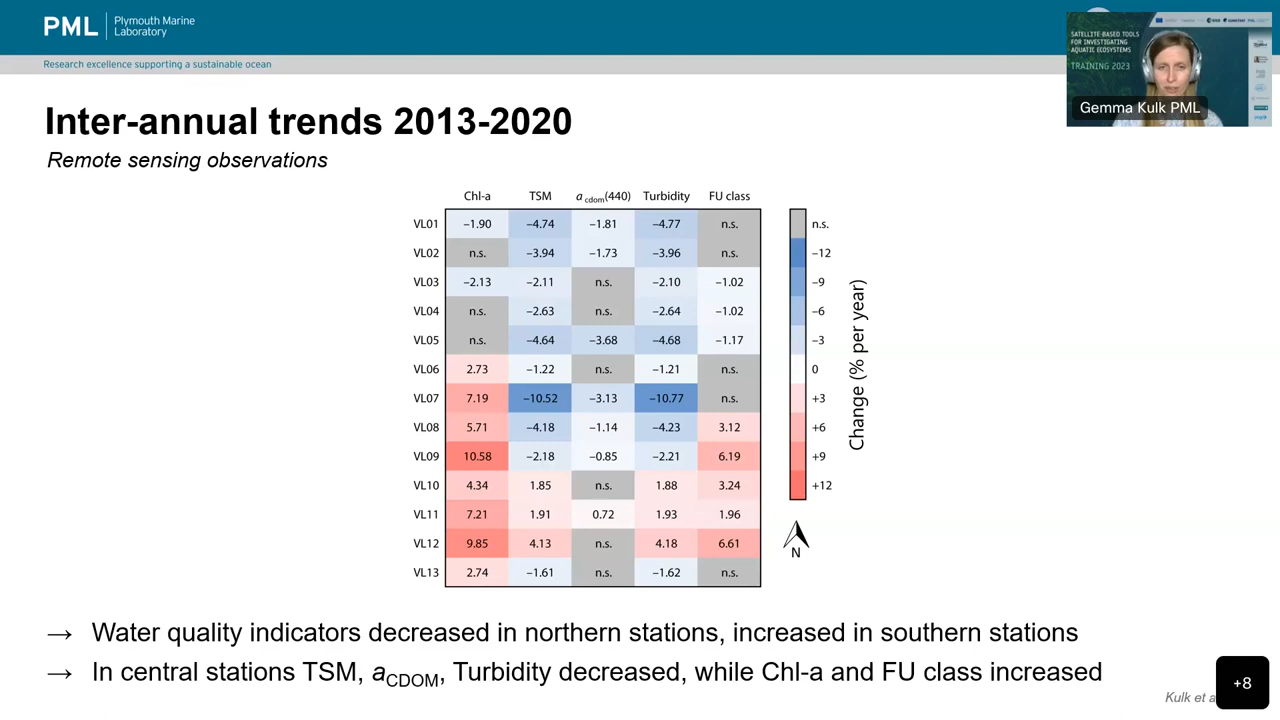 PML Plymouth Marine
Laboratory
Research excellence supporting a sustainable ocean
SATELLITE-BASED TOOLS
FOR INVESTIGATING
AQUATIC ECOSYSTEMS
TRAINING 2023
Gemma Kulk PML
Inter-annual trends 2013-2020
Remote sensing observations
Chl-a TSM a cdom(440) Turbidity FU class
VL01 −1.90 −4.74 −1.81 −4.77 n.s.
VL02 n.s. −3.94 −1.73 −3.96 n.s.
VL03 −2.13 −2.11 n.s. −2.10 −1.02
VL04 n.s. −2.63 n.s. −2.64 −1.02
VL05 n.s. −4.64 −3.68 −4.68 −1.17
VL06 2.73 −1.22 n.s. −1.21 n.s.
VL07 7.19 −10.52 −3.13 −10.77 n.s.
VL08 5.71 −4.18 −1.14 −4.23 3.12
VL09 10.58 −2.18 −0.85 −2.21 6.19
VL10 4.34 1.85 n.s. 1.88 3.24
VL11 7.21 1.91 0.72 1.93 1.96
VL12 9.85 4.13 n.s. 4.18 6.61
VL13 2.74 −1.61 n.s. −1.62 n.s.
n.s.
−12
−9
−6
−3
0
+3
+6
+9
+12
Change (% per year)
N
→ Water quality indicators decreased in northern stations, increased in southern stations
→ In central stations TSM, aCDOM, Turbidity decreased, while Chl-a and FU class increased
Kulk et a
+8